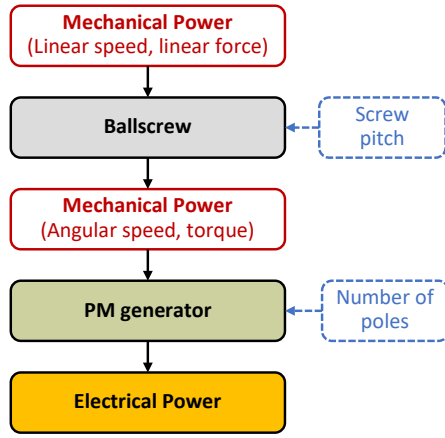 Mechanical Power
(Linear speed, linear force)
Ballscrew
Screw
pitch
Mechanical Power
(Angular speed, torque)
PM generator
Number of
poles
Electrical Power